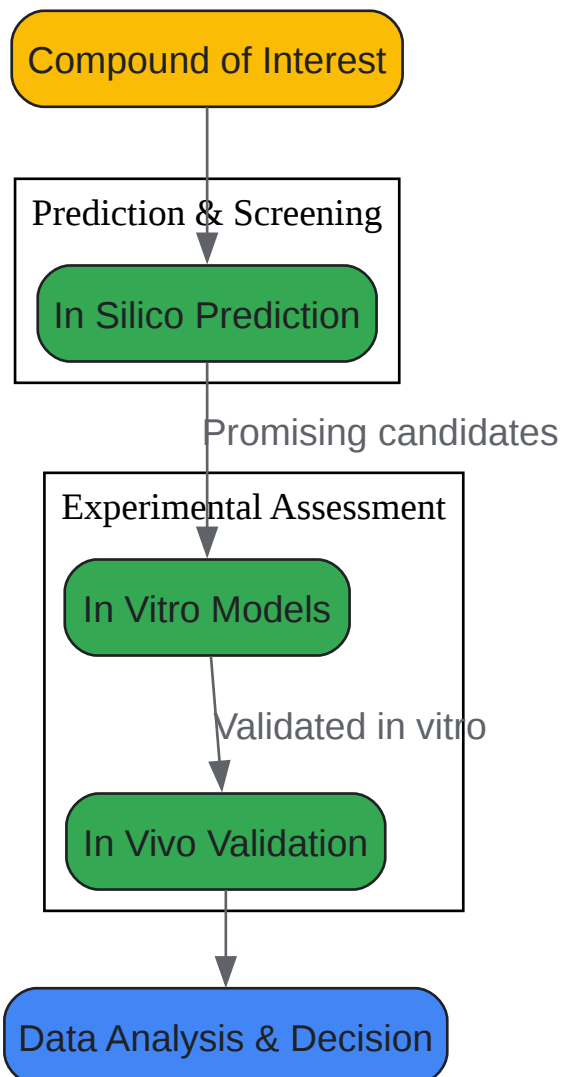 Compound of Interest
Prediction & Screening
In Silico Prediction
Promising candidates
Experimental Assessment
In Vitro Models
Validated in vitro
In Vivo Validation
Data Analysis & Decision